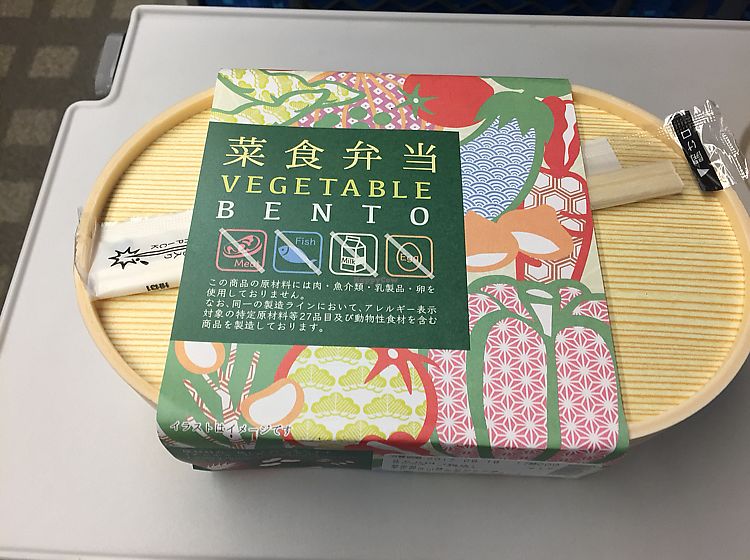 菜食弁当
VEGETABLE
BENTO
Meat
Fish
Milk
Egg
この商品の原材料には肉・魚介類・乳製品・卵を
使用しておりません。
なお、同一の製造ラインにおいて、アレルギー表示
対象の特定原材料等27品目及び動物性食材を含む
商品を製造しております。
イラストはイメージです
PICK
開け口